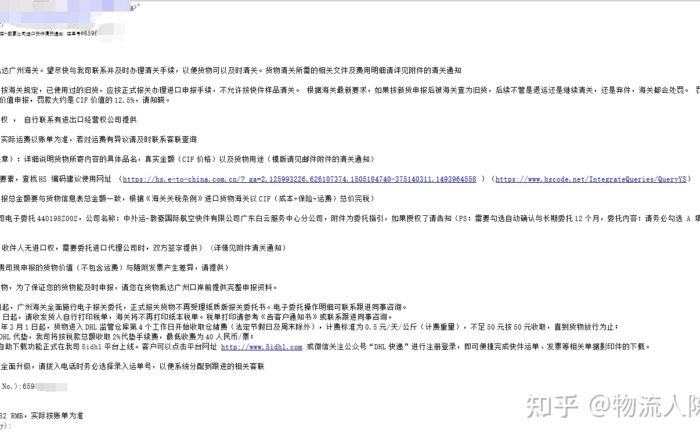 公司进口快件清关通知 运单号#659
达广州海关。望尽快与我司联系并及时办理清关手续，以便货物可以及时清关。货物清关所需的相关文件及费用明细请详见附件的清关通知
按海关规定，已使用过的旧货，应按正式报关办理进口申报手续，不允许按快件样品清关。 根据海关最新要求，如果按新货申报后被海关查为旧货，后续不管是退运还是继续清关，还是弃件，海关都会处罚。
价值申报，罚款大约是 CIF 价值的 12.5%，请知晓。
权 ， 自行联系有进出口经营权公司提供
实际运费以账单为准，若对运费有异议请及时联系客联查询
意）：详细说明货物所寄内容的具体品名，真实金额（CIF 价格）以及货物用途（模版请见邮件附件的清关通知）
要素，查找 HS 编码建议使用网址 （https://hs.e-to-china.com.cn/?_ga=2.125993226.626107374.1505184740-375140311.1493964558 ）（https://www.hscode.net/IntegrateQueries/QueryYS）
报总金额要与货物信息表总金额一致，根据《海关关税条例》进口货物海关以 CIF（成本+保险+运费）总价完税）
司电子委托 440198Z002，公司名称：中外运-敦豪国际航空快件有限公司广东白云服务中心分公司，附件为委托指引，如果授权了请告知（PS：需要勾选自动确认与长期委托 12 个月，委托内容：请务必勾选 A 填
收件人无进口权，需要委托进口代理公司时，双方签字提供）（详情见附件清关通知）
贵司现申报的货物价值（不包含运费）与随附发票产生差异，请提供）
物，为了保证您的货物能及时申报，请您在货物抵达广州口岸前提供完整申报资料。
起，广州海关全面施行电子报关委托，正式报关货物不再受理纸质版报关委托书。电子委托操作明细可联系跟进同事咨询。
日起，请收发货人自行打印税单，海关将不再打印纸本税单。税单打印请参考《告客户通知书》或联系跟进同事咨询。
年 3 月 1 日起，货物进入 DHL 监管仓库第 4 个工作日开始收取仓储费（法定节假日及周末除外），计费标准为 0.5 元/天/公斤（计费重量），不足 50 元按 50 元收取，直到货物放行为止；
DHL 代垫，我司将按税款总额收取 2%代垫手续费，最低收费为 40 人民币/票；
自助下载功能正式在我司 5idhl 平台上线。客户可以点击平台网址 http://www.5idhl.com 或微信关注公众号"DHL 快递"进行注册登录，即可便捷完成快件运单、发票等相关单据影印件的下载。
全面升级，请拨入电话时务必选择录入运单号，以便系统分配到跟进的相关客联
No.）:659
82 RMB，实际按账单为准
y):
知乎 @物流人